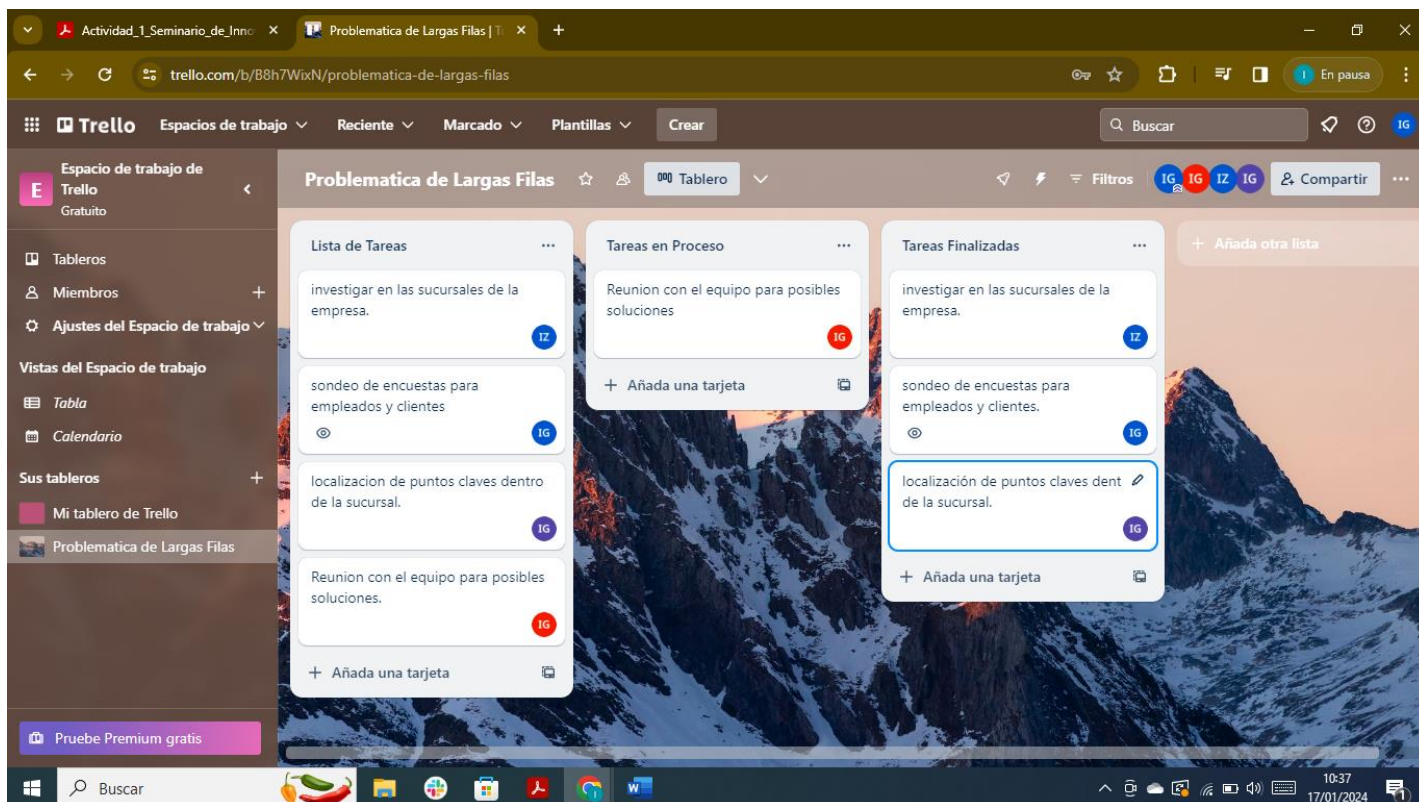 Actividad_1_Seminario_de_Inno
Problematica de Largas Filas | T
trello.com/b/B8h7WixN/problematica-de-largas-filas
En pausa
Trello
Espacios de trabajo
Reciente
Marcado
Plantillas
Crear
Buscar
IG
E
Espacio de trabajo de
Trello
Gratuito
Problematica de Largas Filas
Tablero
Filtros
IG
IG
IZ
IG
Compartir
Tableros
Miembros
Ajustes del Espacio de trabajo
Vistas del Espacio de trabajo
Tabla
Calendario
Sus tableros
Mi tablero de Trello
Problematica de Largas Filas
Pruebe Premium gratis
Lista de Tareas
investigar en las sucursales de la
empresa.
IZ
sondeo de encuestas para
empleados y clientes
IG
localizacion de puntos claves dentro
de la sucursal.
IG
Reunion con el equipo para posibles
soluciones.
IG
+ Añada una tarjeta
Tareas en Proceso
Reunion con el equipo para posibles
soluciones
IG
+ Añada una tarjeta
Tareas Finalizadas
investigar en las sucursales de la
empresa.
IZ
sondeo de encuestas para
empleados y clientes.
IG
localización de puntos claves dent
de la sucursal.
IG
+ Añada una tarjeta
+ Añada otra lista
Buscar
10:37
17/01/2024